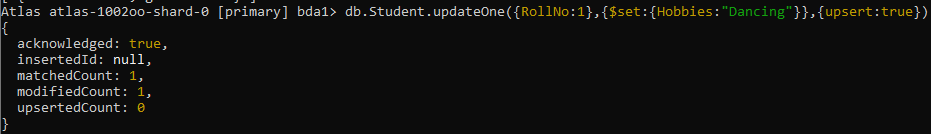 Atlas atlas-1002oo-shard-0 [primary] bda1> db.Student.updateOne({RollNo:1},{$set:{Hobbies:"Dancing"}},{upsert:true})
{
  acknowledged: true,
  insertedId: null,
  matchedCount: 1,
  modifiedCount: 1,
  upsertedCount: 0
}